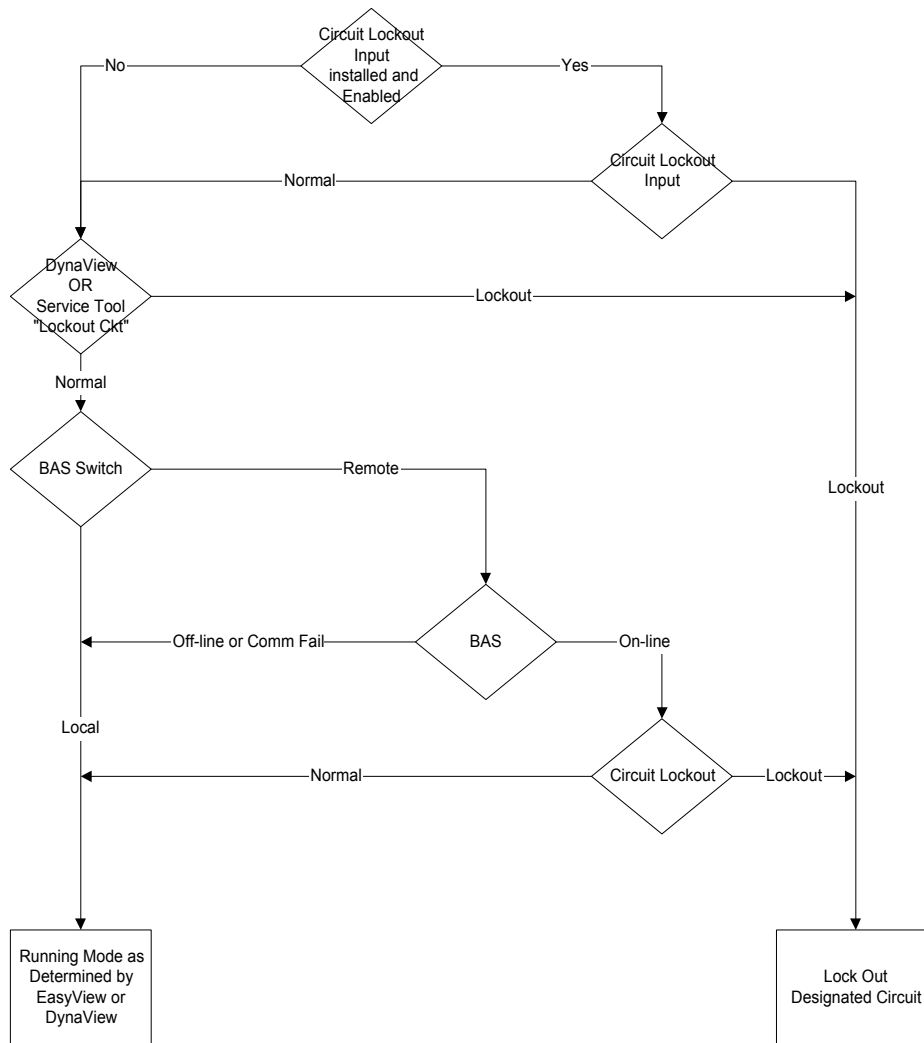 Circuit Lockout
Input
installed and
Enabled
No
Yes
Circuit Lockout
Input
Normal
Lockout
DynaView
OR
Service Tool
"Lockout Ckt"
Lockout
Normal
BAS Switch
Remote
BAS
Off-line or Comm Fail
On-line
Local
Circuit Lockout
Normal
Lockout
Running Mode as
Determined by
EasyView or
DynaView
Lock Out
Designated Circuit